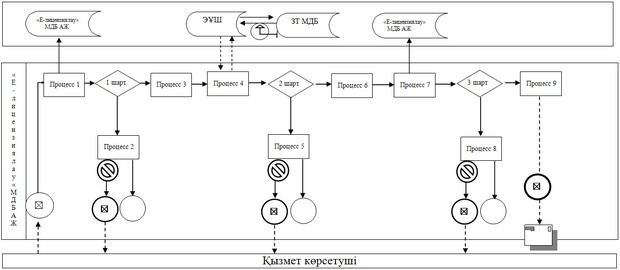 «Е-лицензиялау»
МДБ АЖ
ЭҰШ
ЗТ МДБ
«Е-лицензиялау»
МДБ АЖ
«Е-лицензиялау» МДБ АЖ
Процесс 1
1 шарт
Процесс 3
Процесс 4
2 шарт
Процесс 6
Процесс 7
3 шарт
Процесс 9
Процесс 2
Процесс 5
Процесс 8
Қызмет көрсетуші